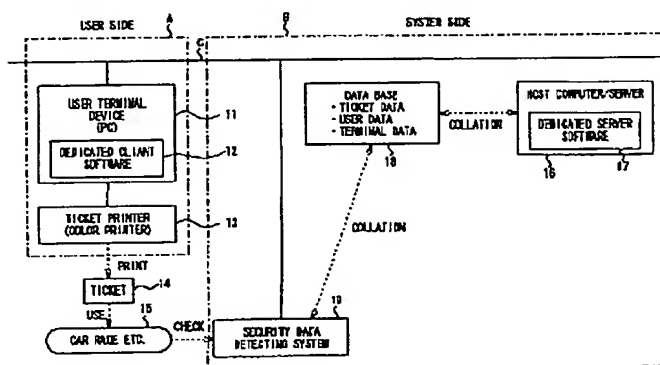 USER SIDE
A
B
SYSTEM SIDE
C
USER TERMINAL
DEVICE
(PC)
11
DEDICATED CLIANT
SOFTWARE
12
TICKET PRINTER
(COLOR PRINTER)
13
PRINT
TICKET
14
USE
15
CAR RACE ETC.
CHECK
DATA BASE
· TICKET DATA
· USER DATA
· TERMINAL DATA
18
COLLATION
HOST COMPUTER/SERVER
DEDICATED SERVER
SOFTWARE
16
17
COLLATION
19
SECURITY DATA
DETECTING SYSTEM